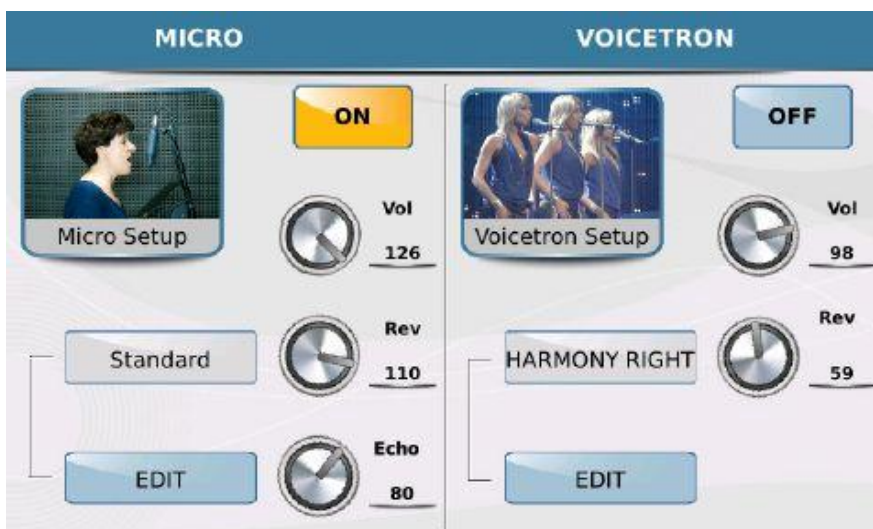 MICRO
VOICETRON
ON
Vol
126
Micro Setup
Standard
Rev
110
EDIT
Echo
80
OFF
Vol
98
Voicetron Setup
HARMONY RIGHT
Rev
59
EDIT